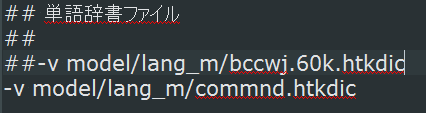 ## 単語辞書ファイル
##
##-v model/lang_m/bccwj.60k.htkdic
-v model/lang_m/commnd.htkdic